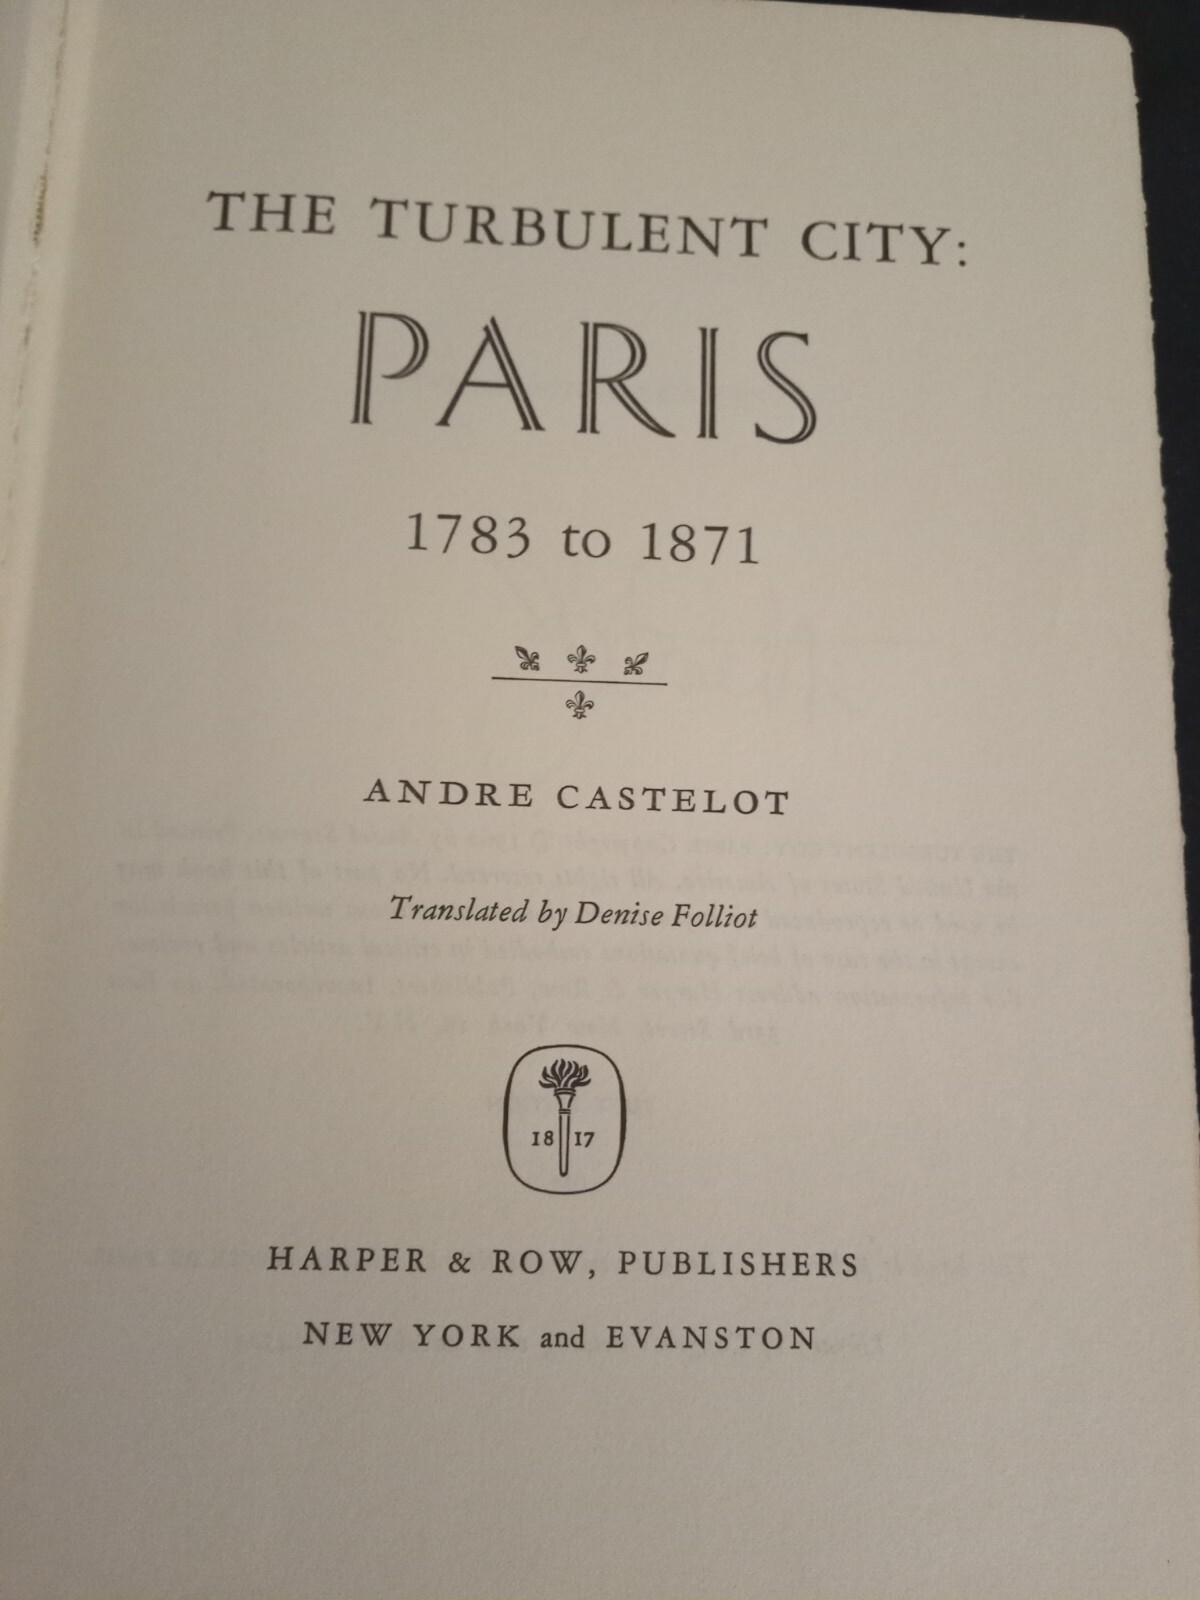 THE TURBULENT CITY:
PARIS
1783 to 1871
ANDRE CASTELOT
Translated by Denise Folliot
18 17
HARPER & ROW, PUBLISHERS
NEW YORK and EVANSTON